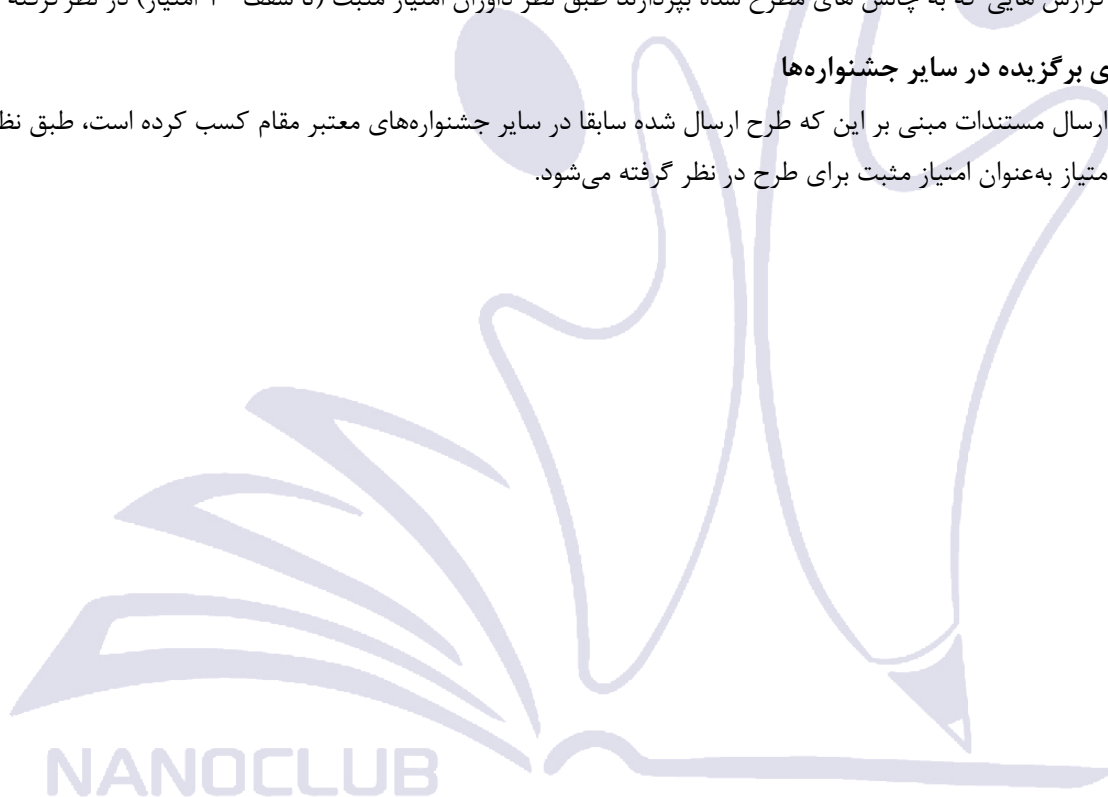 گزارش هایی که به چالش های مطرح شده بپردازند طبق نظر داوران امتیاز مثبت (تا سقف امتیاز) در نظر گرفته
ی برگزیده در سایر جشنواره‌ها
ارسال مستندات مبنی بر این که طرح ارسال شده سابقا در سایر جشنواره‌های معتبر مقام کسب کرده است، طبق نظ
متیاز به‌عنوان امتیاز مثبت برای طرح در نظر گرفته می‌شود.
NANOCLUB